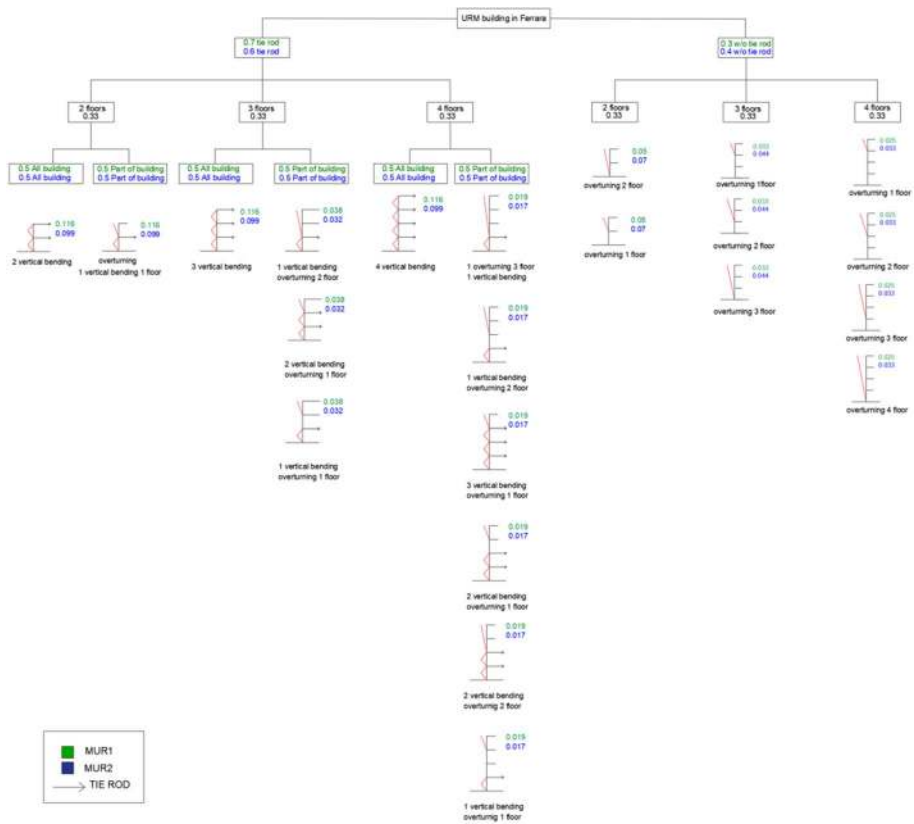 URM building in Ferrara
0.7 tie rod
0.6 tie rod
0.3 w/o tie rod
0.4 w/o tie rod
2 floors
0.33
3 floors
0.33
4 floors
0.33
2 floors
0.33
3 floors
0.33
4 floors
0.33
0.5 All building
0.5 All building
0.5 Part of building
0.5 Part of building
0.5 All building
0.5 All building
0.5 Part of building
0.5 Part of building
0.5 All building
0.5 All building
0.5 Part of building
0.5 Part of building
0.116
0.099
2 vertical bending
0.116
0.099
overturning
1 vertical bending 1 floor
0.116
0.099
3 vertical bending
0.038
0.032
1 vertical bending
overturning 2 floor
0.038
0.032
2 vertical bending
overturning 1 floor
0.038
0.032
1 vertical bending
overturning 1 floor
0.116
0.099
4 vertical bending
0.019
0.017
1 overturning 3 floor
1 vertical bending
0.019
0.017
1 vertical bending
overturning 2 floor
0.019
0.017
3 vertical bending
overturning 1 floor
0.019
0.017
2 vertical bending
overturning 1 floor
0.019
0.017
2 vertical bending
overturnig 2 floor
0.019
0.017
1 vertical bending
overturning 1 floor
0.07
overturning 2 floor
0.07
overturning 1 floor
0.033
0.044
overturning 1floor
0.033
0.044
overturning 2 floor
0.033
0.044
overturning 3 floor
0.025
0.033
overturning 1 floor
0.025
0.033
overturning 2 floor
0.025
0.033
overturning 3 floor
0.025
0.033
overturning 4 floor
MUR1
MUR2
TIE ROD